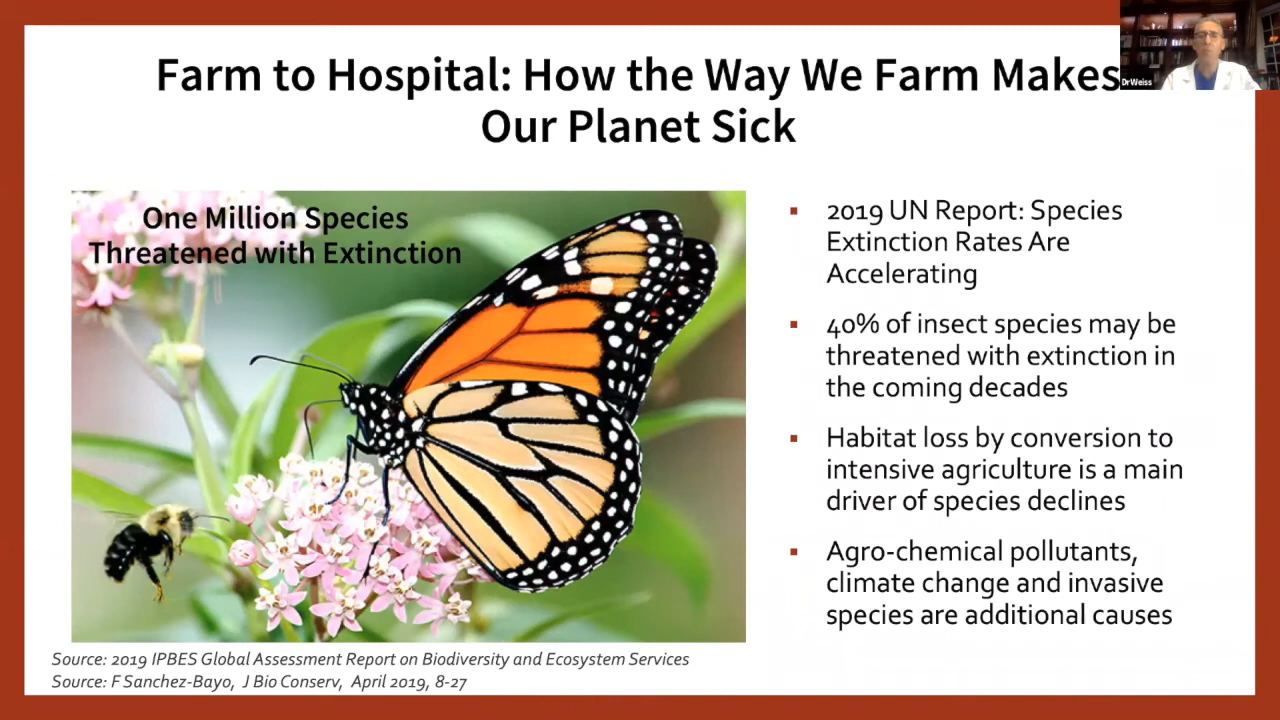 Farm to Hospital: How the Way We Farm Makes
Our Planet Sick
DrWeiss
One Million Species
Threatened with Extinction
▪ 2019 UN Report: Species
Extinction Rates Are
Accelerating
▪ 40% of insect species may be
threatened with extinction in
the coming decades
▪ Habitat loss by conversion to
intensive agriculture is a main
driver of species declines
▪ Agro-chemical pollutants,
climate change and invasive
species are additional causes
Source: 2019 IPBES Global Assessment Report on Biodiversity and Ecosystem Services
Source: F Sanchez-Bayo, J Bio Conserv, April 2019, 8-27